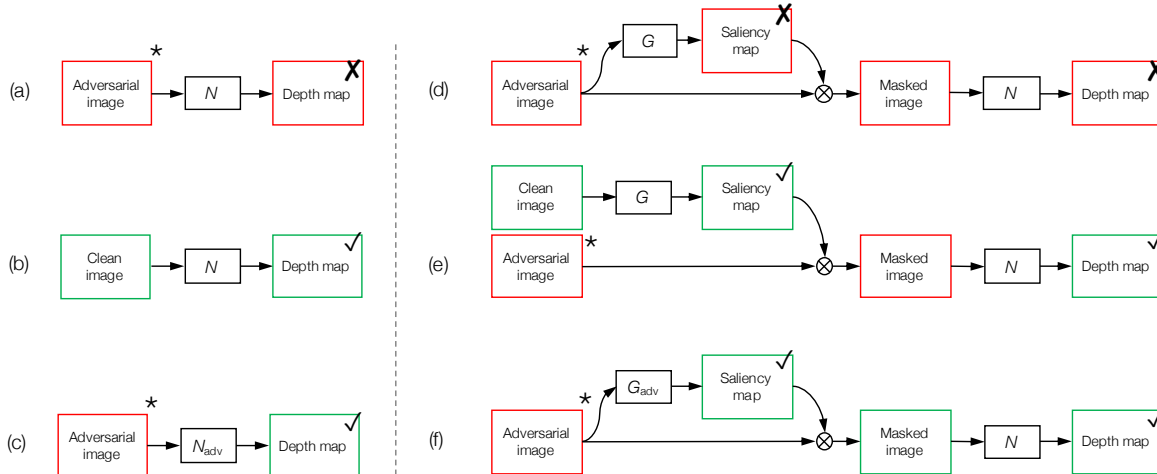 (a)
*
Adversarial
image
N
Depth map
✗
(b)
Clean
image
N
Depth map
✓
(c)
*
Adversarial
image
N_adv
Depth map
✓
(d)
*
Adversarial
image
G
Saliency
map
✗
⊗
Masked
image
N
Depth map
✗
(e)
Clean
image
G
Saliency
map
✓
*
Adversarial
image
⊗
Masked
image
N
Depth map
✓
(f)
*
Adversarial
image
G_adv
Saliency
map
✓
⊗
Masked
image
N
Depth map
✓